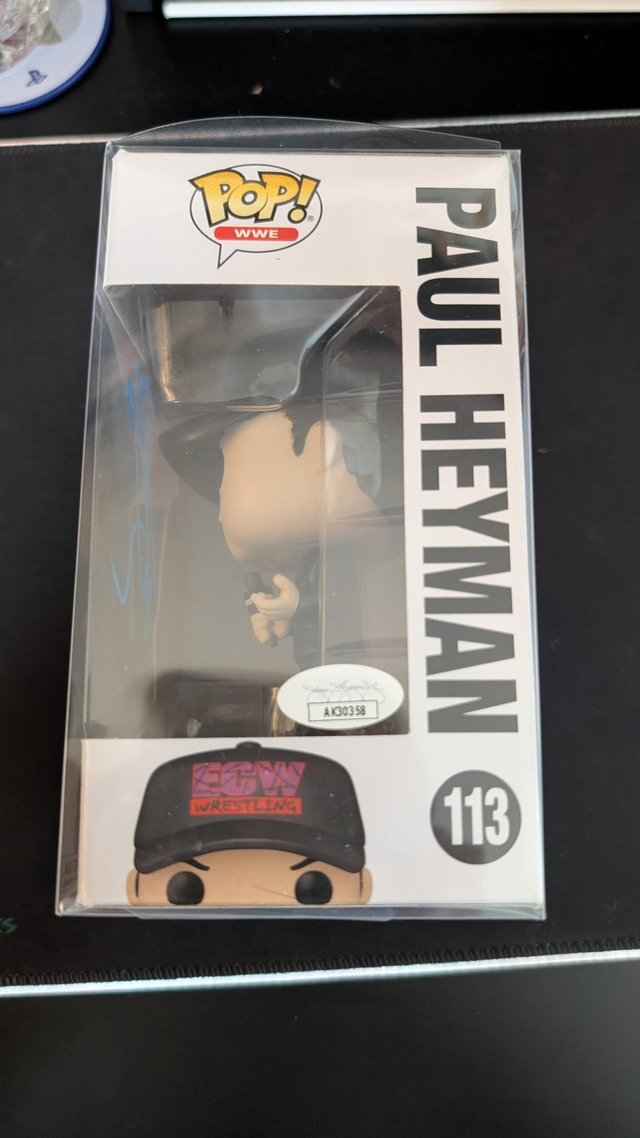 POP!
WWE
PAUL HEYMAN
AK30358
ECW
WRESTLING
113